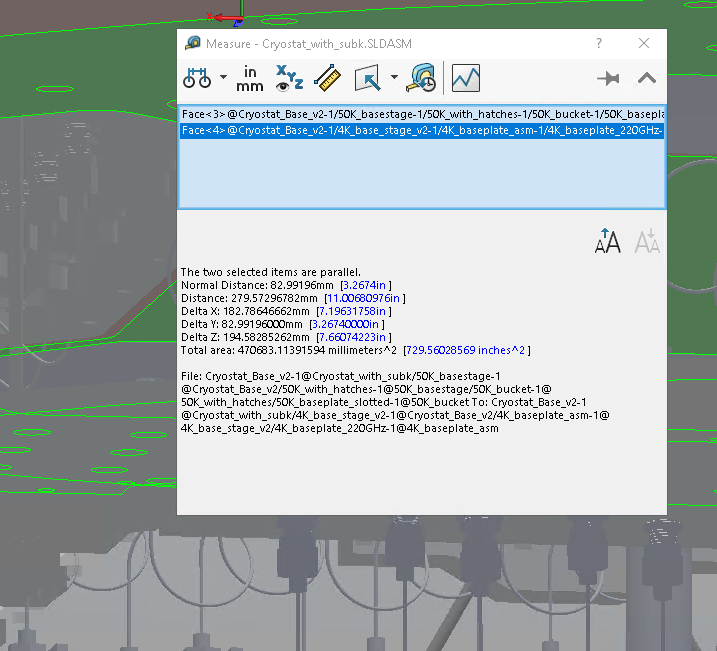 Measure - Cryostat_with_subk.SLDASM
?
in
mm
XYZ
Face<3>@Cryostat_Base_v2-1/50K_basestage-1/50K_with_hatches-1/50K_bucket-1/50K_basepla
Face<4>@Cryostat_Base_v2-1/4K_base_stage_v2-1/4K_baseplate_asm-1/4K_baseplate_220GHz-
AA AA
The two selected items are parallel.
Normal Distance: 82.99196mm [3.2674in ]
Distance: 279.57296782mm [11.00680976in ]
Delta X: 182.78646662mm [7.19631758in ]
Delta Y: 82.99196000mm [3.26740000in ]
Delta Z: 194.58285262mm [7.66074223in ]
Total area: 470683.11391594 millimeters^2 [729.56028569 inches^2 ]
File: Cryostat_Base_v2-1@Cryostat_with_subk/50K_basestage-1
@Cryostat_Base_v2/50K_with_hatches-1@50K_basestage/50K_bucket-1@
50K_with_hatches/50K_baseplate_slotted-1@50K_bucket To: Cryostat_Base_v2-1
@Cryostat_with_subk/4K_base_stage_v2-1@Cryostat_Base_v2/4K_baseplate_asm-1@
4K_base_stage_v2/4K_baseplate_220GHz-1@4K_baseplate_asm